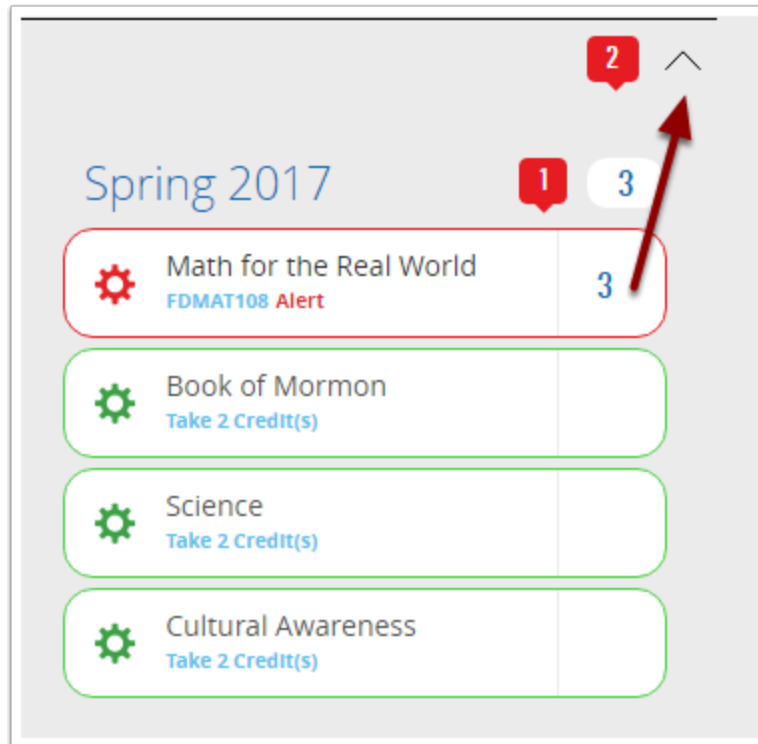 2
Spring 2017 1 3
Math for the Real World
FDMAT108 Alert 3
Book of Mormon
Take 2 Credit(s)
Science
Take 2 Credit(s)
Cultural Awareness
Take 2 Credit(s)